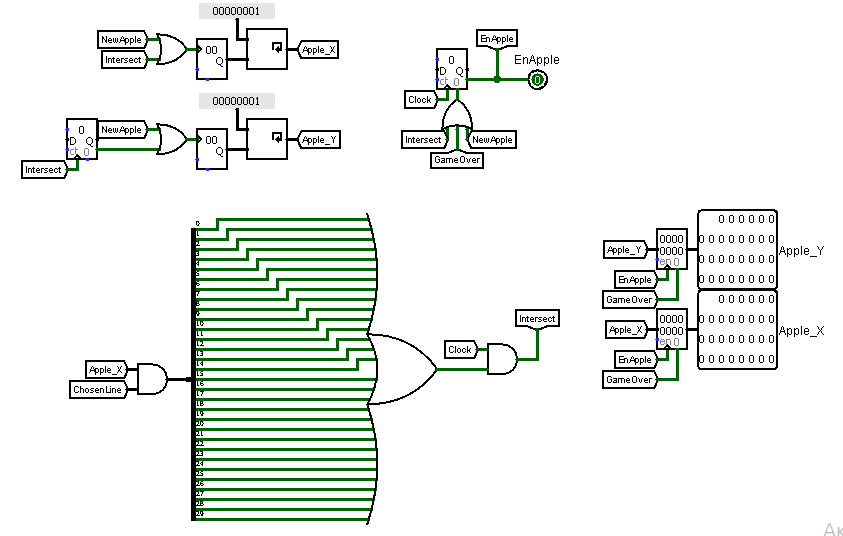 00000001
NewApple
Intersect
00
Q
Apple_X
00000001
0
D Q
ct 0
NewApple
Intersect
00
Q
Apple_Y
EnApple
EnApple
0
0
D Q
ct 0
Clock
Intersect
NewApple
GameOver
0
1
2
3
4
5
6
7
8
9
10
11
12
13
14
15
16
17
18
19
20
21
22
23
24
25
26
27
28
29
Apple_X
ChosenLine
Clock
Intersect
Apple_Y
EnApple
GameOver
0000
0000
en 0
0 0 0 0 0 0
0 0 0 0 0 0 0 0
0 0 0 0 0 0 0 0
0 0 0 0 0 0 0 0
Apple_Y
Apple_X
EnApple
GameOver
0000
0000
en 0
0 0 0 0 0 0
0 0 0 0 0 0 0 0
0 0 0 0 0 0 0 0
0 0 0 0 0 0 0 0
Apple_X
Ак